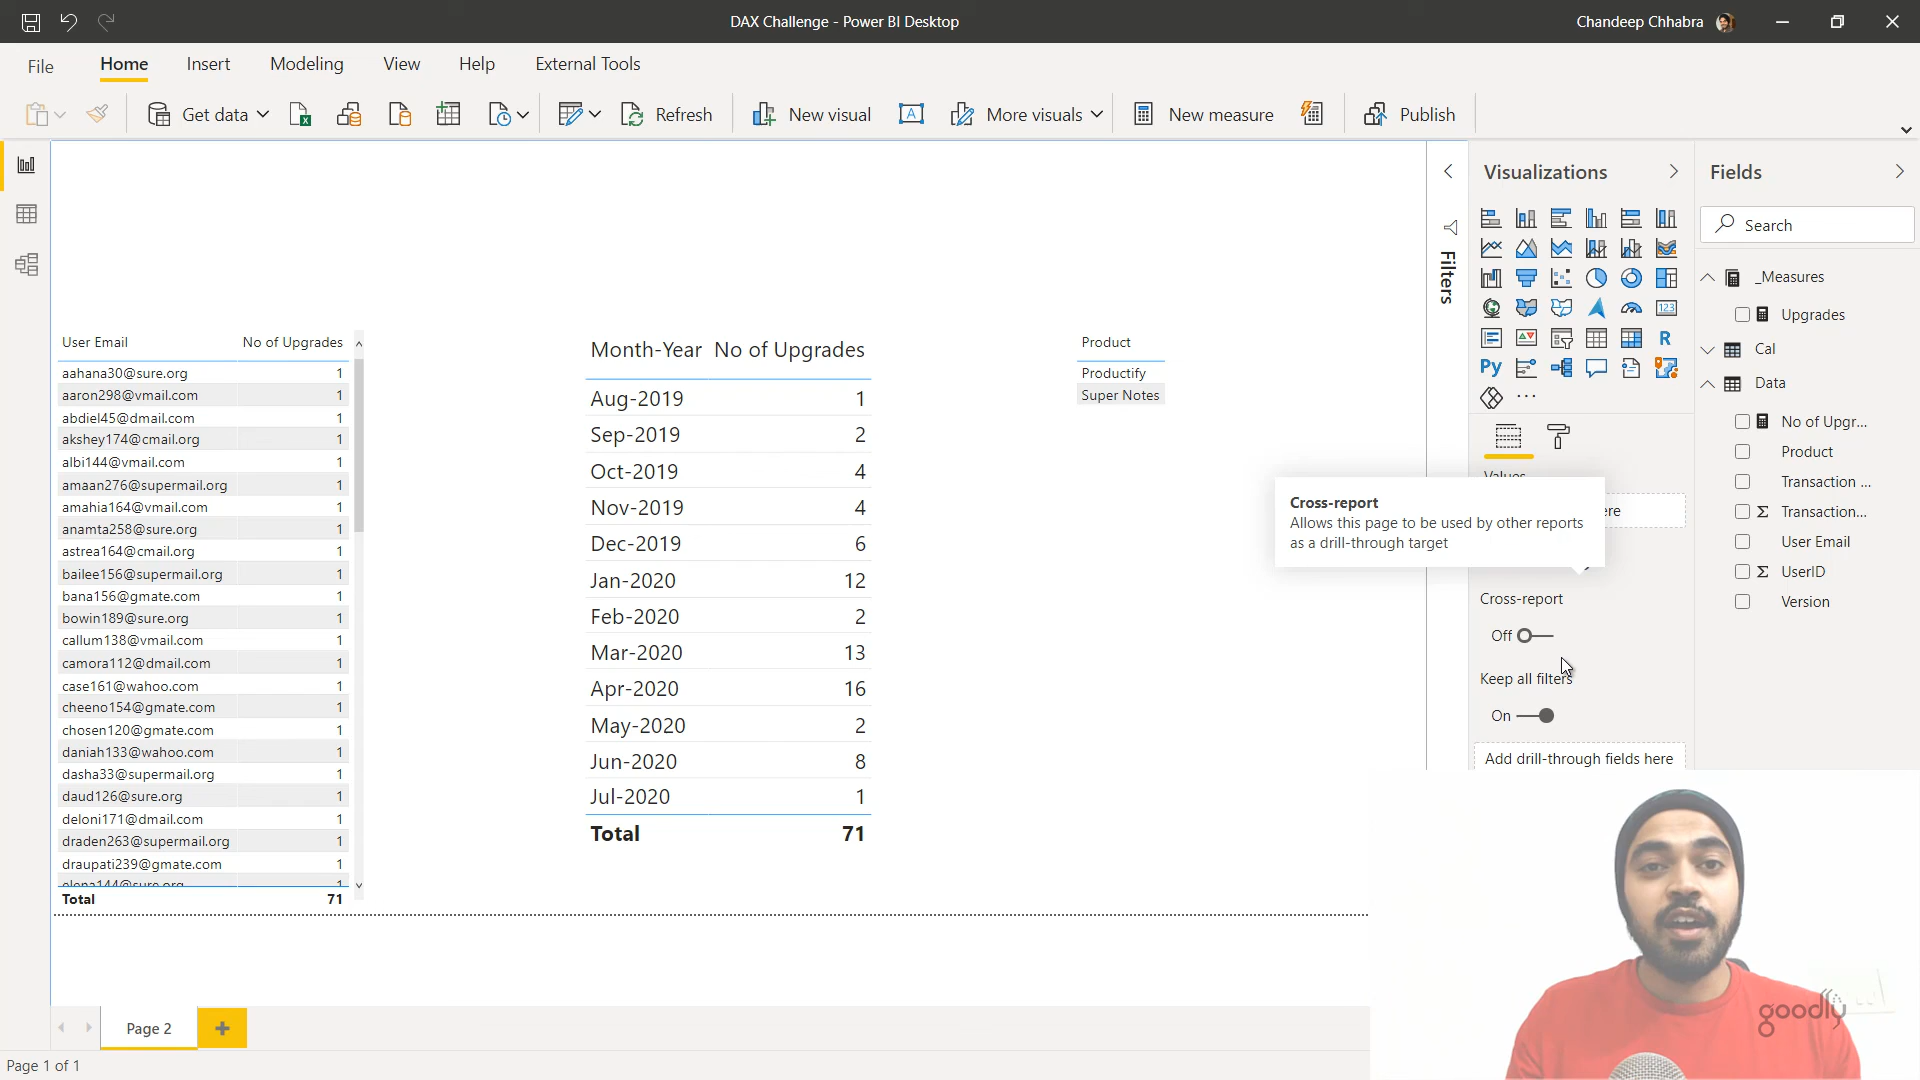 DAX Challenge - Power BI Desktop
Chandeep Chhabra
File
Home
Insert
Modeling
View
Help
External Tools
Get data
Refresh
New visual
More visuals
New measure
Publish
User Email No of Upgrades
aahana30@sure.org 1
aaron298@vmail.com 1
abdiel45@dmail.com 1
akshey174@cmail.org 1
albi144@vmail.com 1
amaan276@supermail.org 1
amahia164@vmail.com 1
anamta258@sure.org 1
astrea164@cmail.org 1
bailee156@supermail.org 1
bana156@gmate.com 1
bowin189@sure.org 1
callum138@vmail.com 1
camora112@dmail.com 1
case161@wahoo.com 1
cheeno154@gmate.com 1
chosen120@gmate.com 1
daniah133@wahoo.com 1
dasha33@supermail.org 1
daud126@sure.org 1
deloni171@dmail.com 1
draden263@supermail.org 1
draupati239@gmate.com 1
elena144@sure.org 1
Total 71
Month-Year No of Upgrades
Aug-2019 1
Sep-2019 2
Oct-2019 4
Nov-2019 4
Dec-2019 6
Jan-2020 12
Feb-2020 2
Mar-2020 13
Apr-2020 16
May-2020 2
Jun-2020 8
Jul-2020 1
Total 71
Product
Productify
Super Notes
Filters
Visualizations
123
R
Py
...
Values
ere
Cross-report
Allows this page to be used by other reports
as a drill-through target
Cross-report
Off
Keep all filters
On
Add drill-through fields here
Fields
Search
_Measures
Upgrades
Cal
Data
No of Upgr...
Product
Transaction ...
Transaction...
User Email
UserID
Version
goodly
Page 2
Page 1 of 1